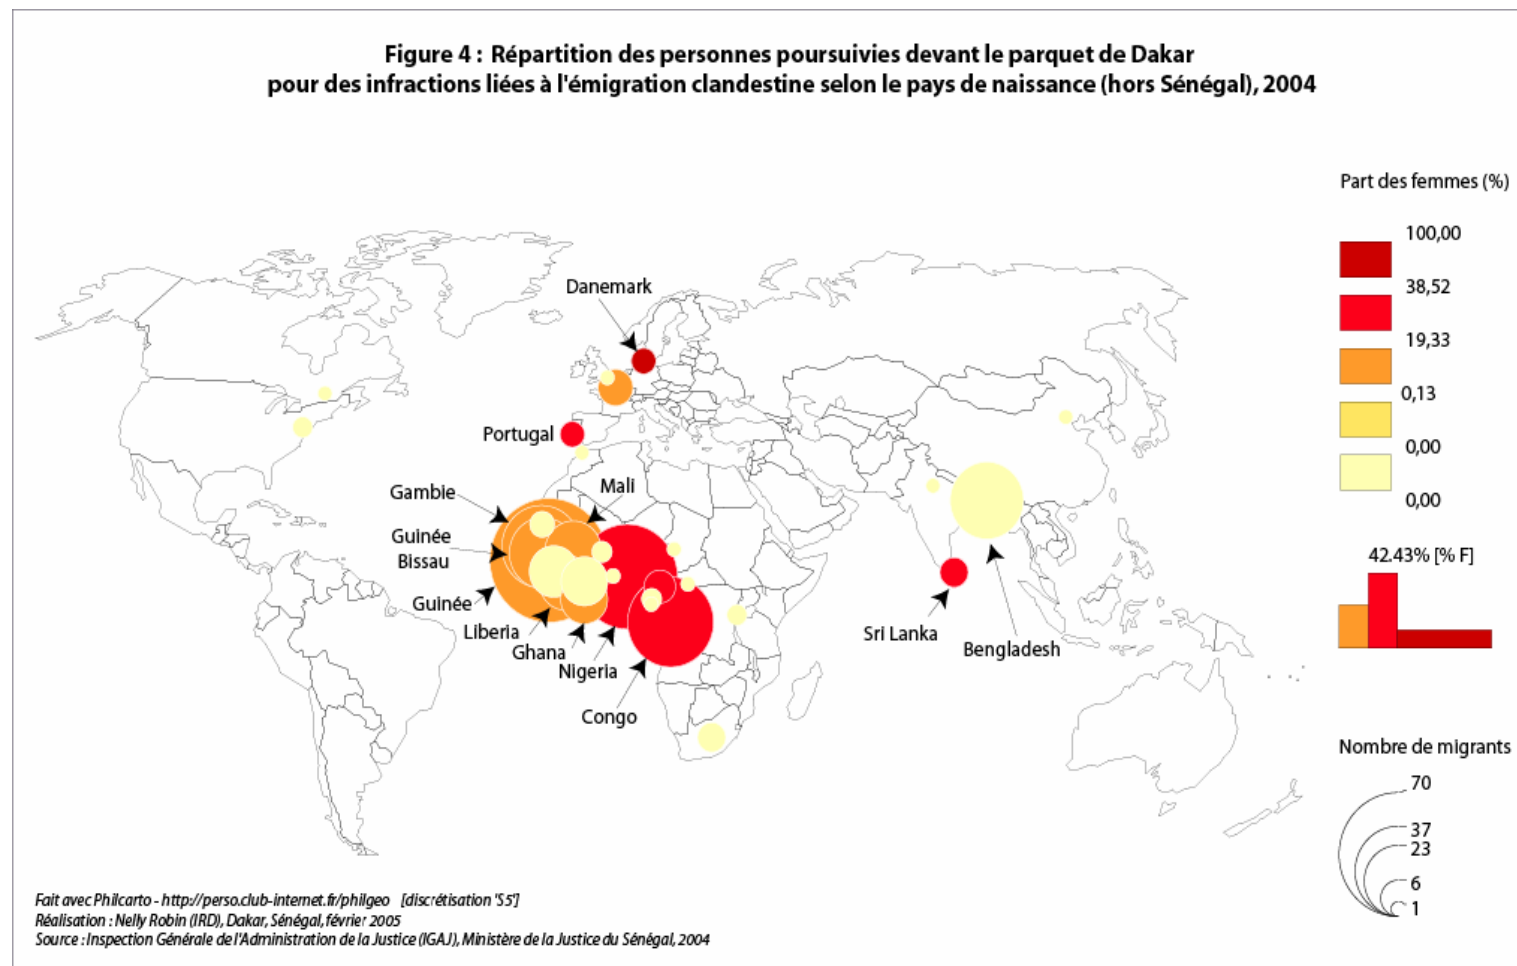 Figure 4 : Répartition des personnes poursuivies devant le parquet de Dakar
pour des infractions liées à l'émigration clandestine selon le pays de naissance (hors Sénégal), 2004
Part des femmes (%)
100,00
38,52
19,33
0,13
0,00
0,00
42.43% [% F]
Nombre de migrants
70
37
23
6
1
Danemark
Portugal
Gambie
Mali
Guinée
Bissau
Guinée
Liberia
Ghana
Nigeria
Congo
Sri Lanka
Bengladesh
Fait avec Philcarto - http://perso.club-internet.fr/philgeo [discrétisation 'S5']
Réalisation : Nelly Robin (IRD), Dakar, Sénégal, février 2005
Source : Inspection Générale de l'Administration de la Justice (IGAJ), Ministère de la Justice du Sénégal, 2004